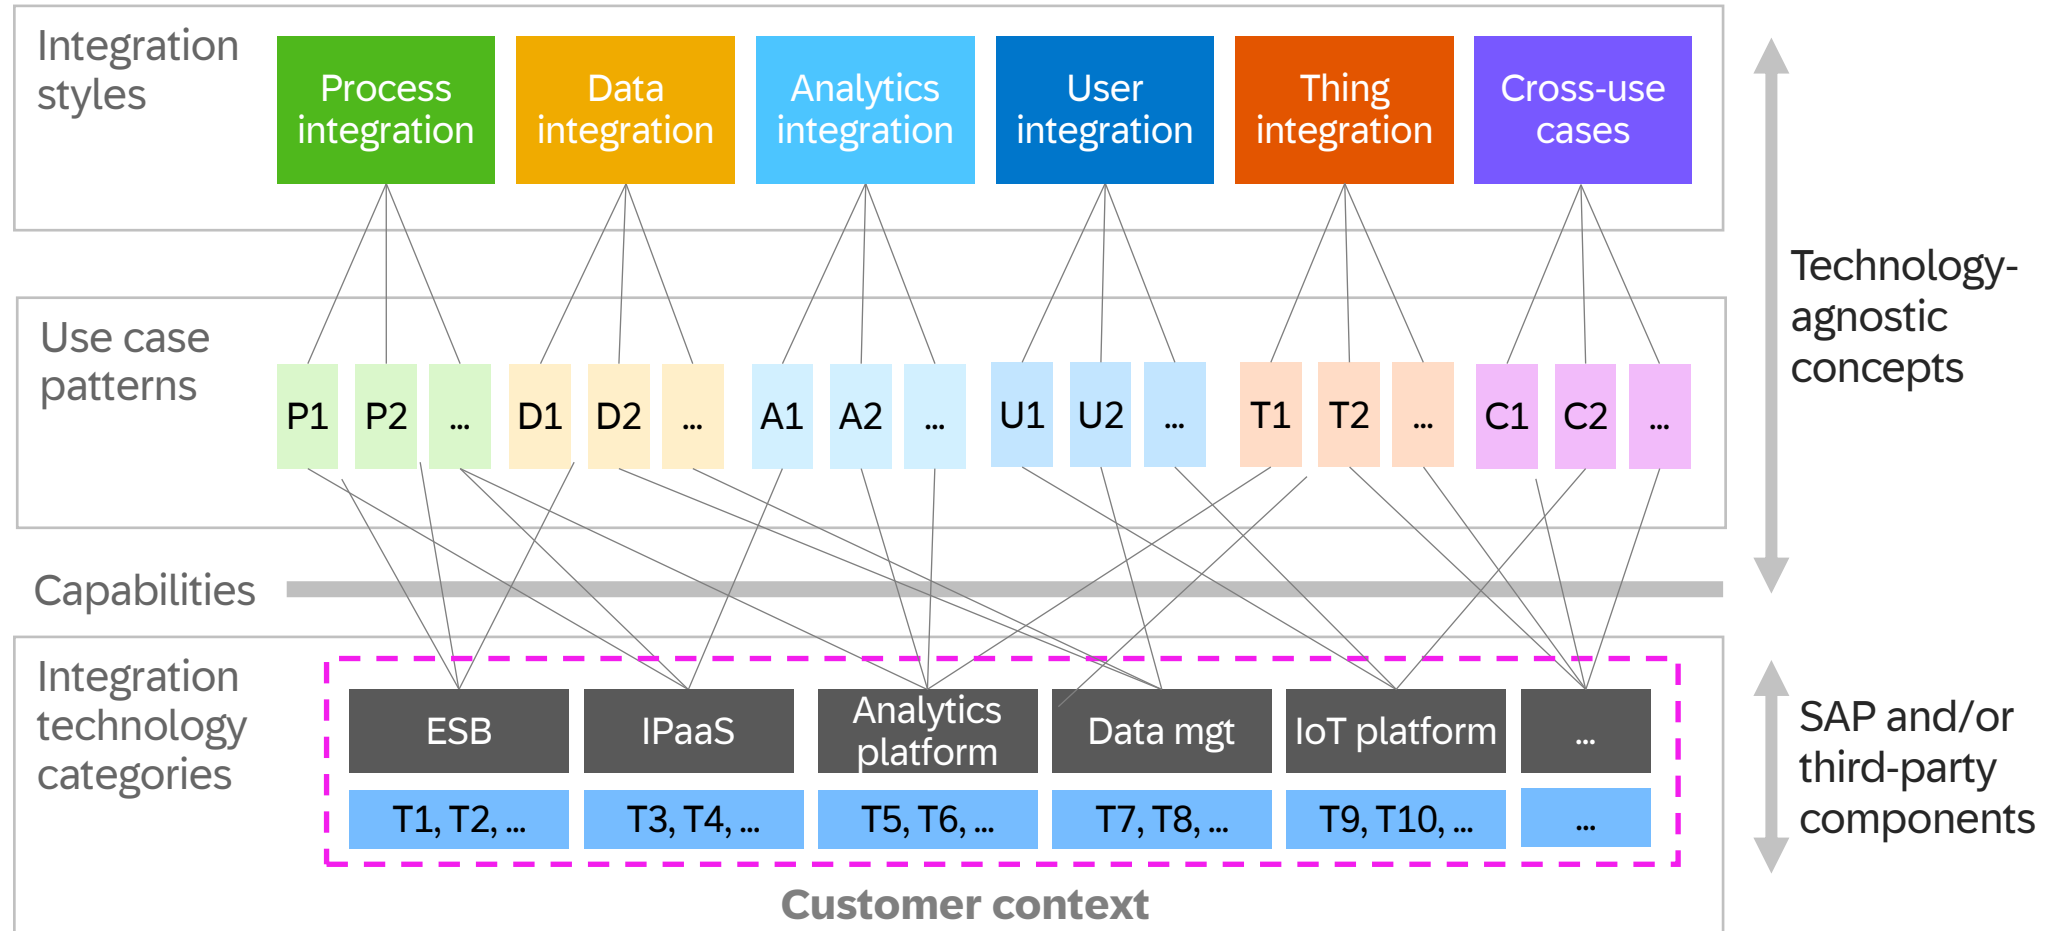 Integration
styles
Process
integration
Data
integration
Analytics
integration
User
integration
Thing
integration
Cross-use
cases
Technology-
agnostic
concepts
Use case
patterns
P1
P2
...
D1
D2
...
A1
A2
...
U1
U2
...
T1
T2
...
C1
C2
...
Capabilities
Integration
technology
categories
ESB
IPaaS
Analytics
platform
Data mgt
IoT platform
...
T1, T2, ...
T3, T4, ...
T5, T6, ...
T7, T8, ...
T9, T10, ...
...
SAP and/or
third-party
components
Customer context